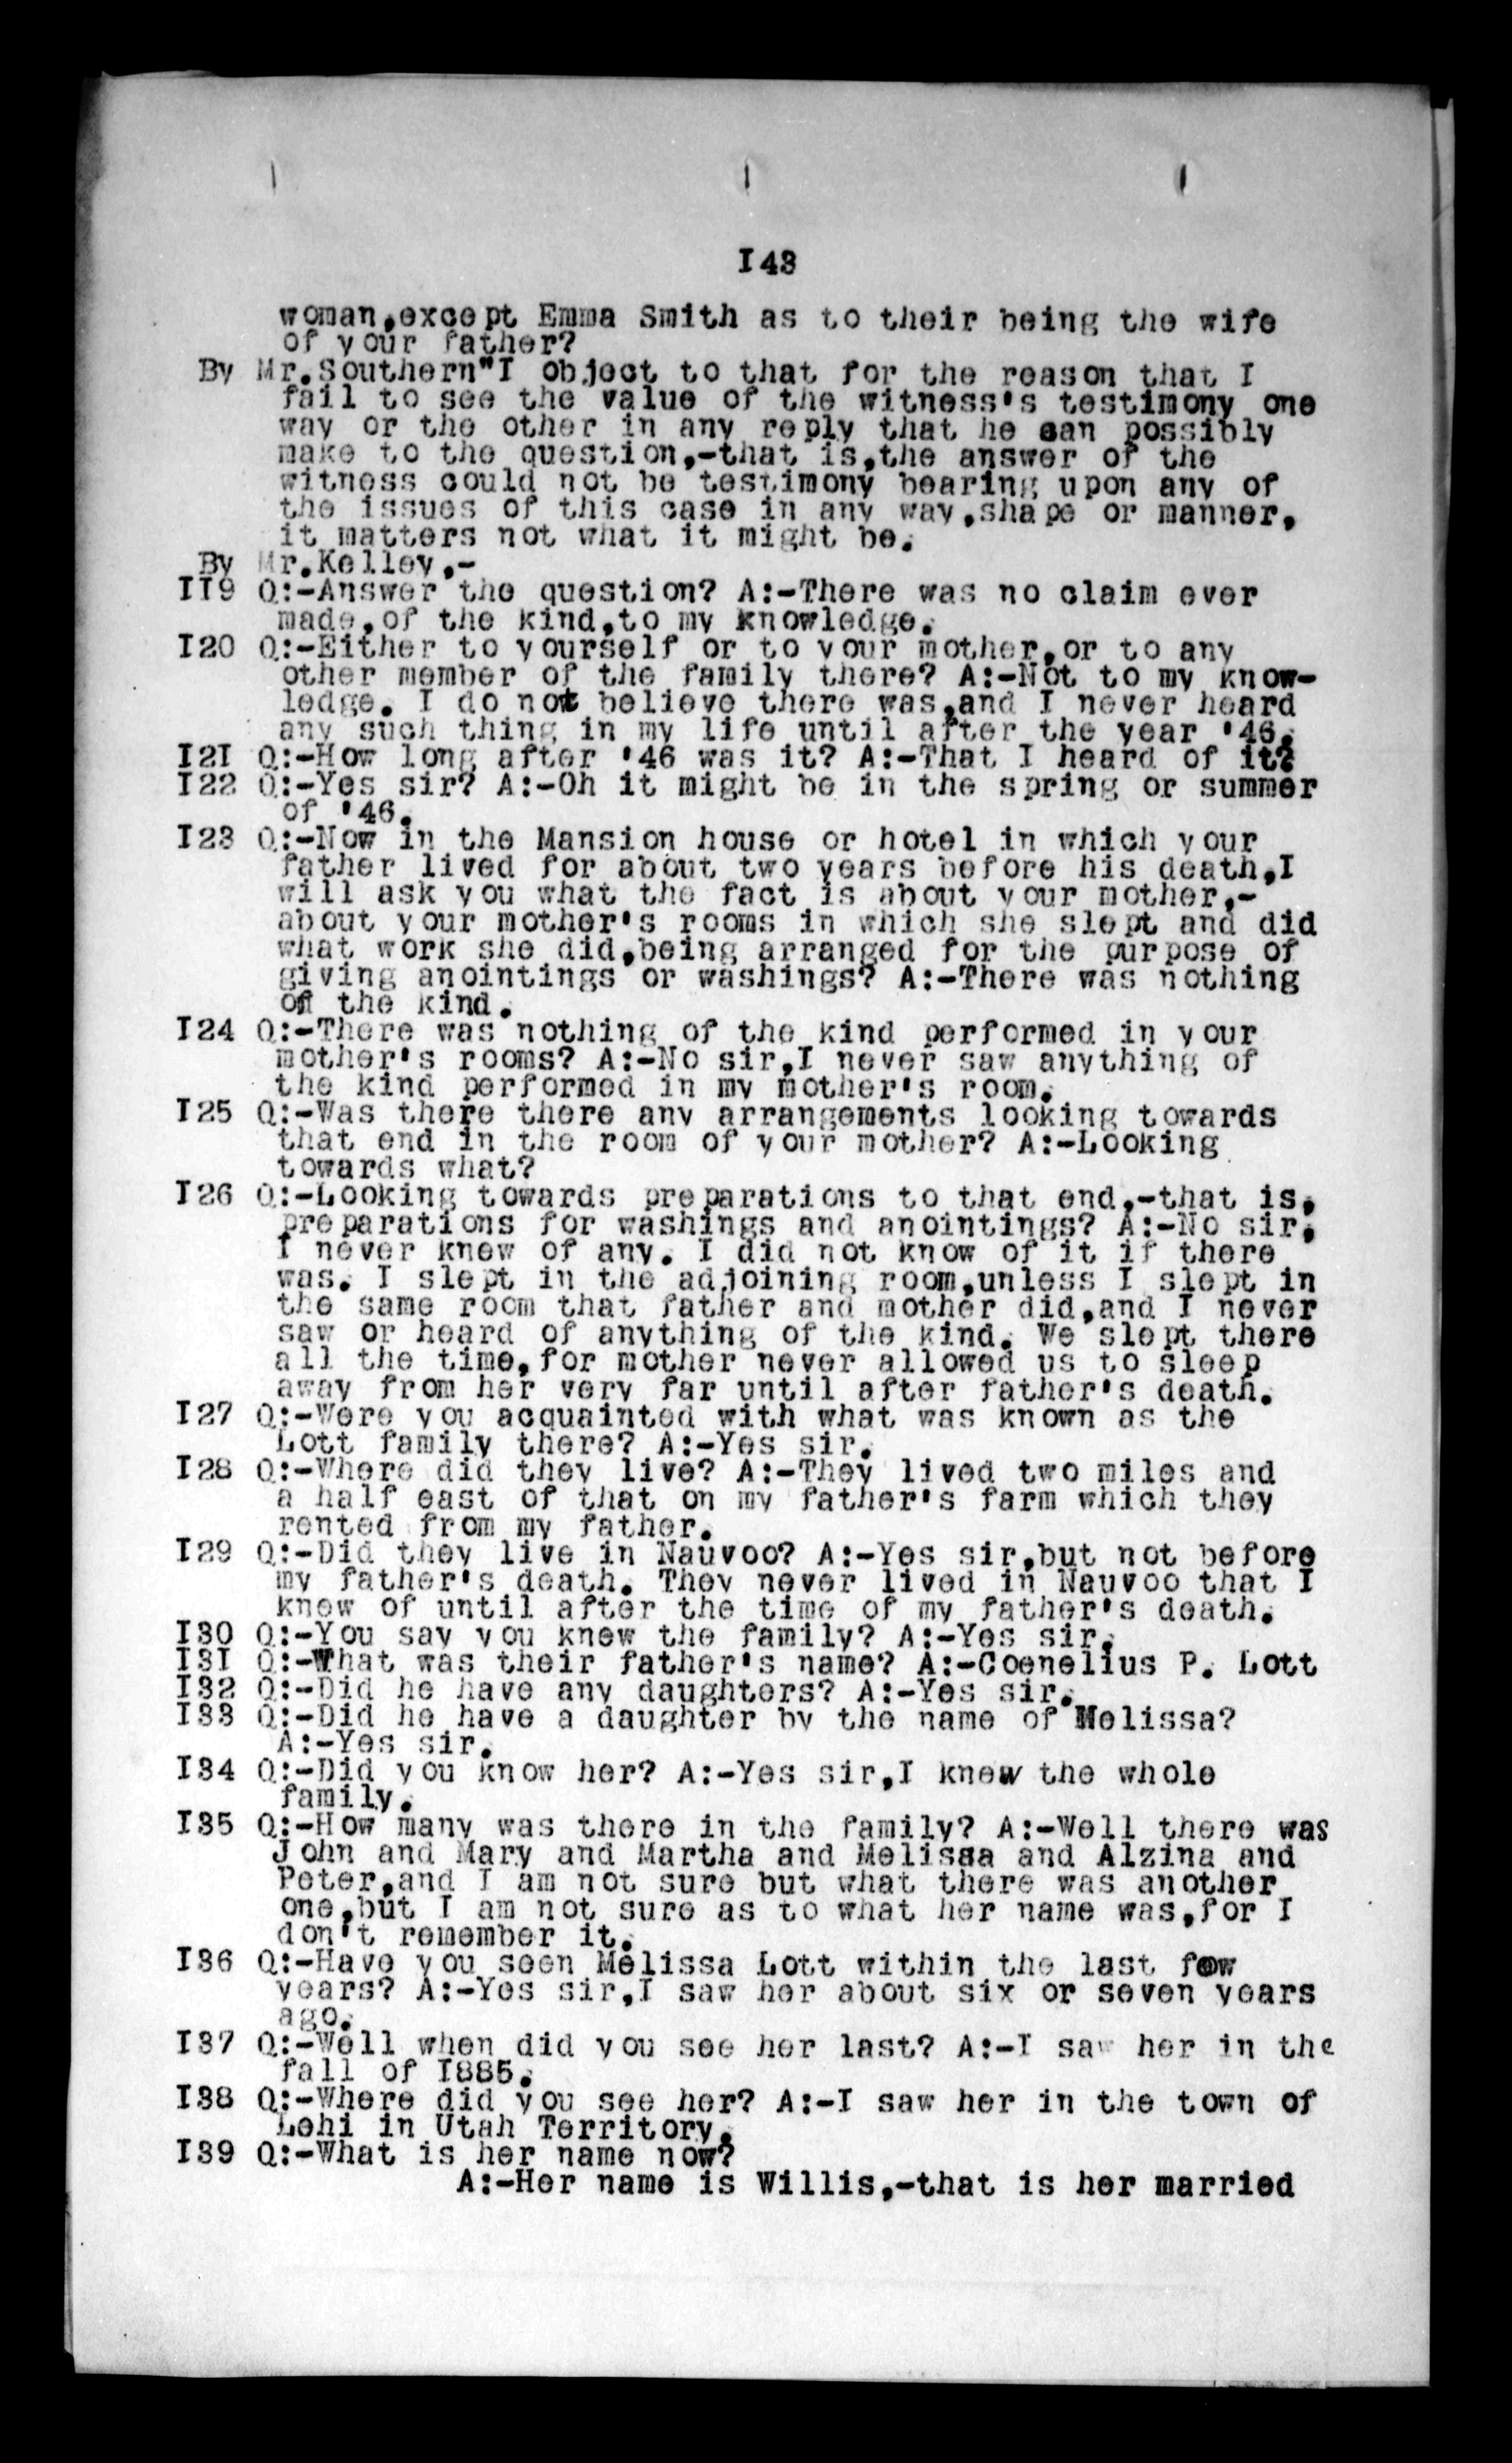 I43
woman,except Emma Smith as to their being the wife
of your father?
By Mr.Southern"I object to that for the reason that I
fail to see the value of the witness's testimony one
way or the other in any reply that he can possibly
make to the question,-that is,the answer of the
witness could not be testimony bearing upon any of
the issues of this case in any way,shape or manner,
it matters not what it might be.
By Mr.Kelley,-
II9 Q:-Answer the question? A:-There was no claim ever
made,of the kind,to my knowledge.
I20 Q:-Either to yourself or to your mother,or to any
other member of the family there? A:-Not to my know-
ledge. I do not believe there was,and I never heard
any such thing in my life until after the year '46.
I2I Q:-How long after '46 was it? A:-That I heard of it?
I22 Q:-Yes sir? A:-Oh it might be in the spring or summer
of '46.
I23 Q:-Now in the Mansion house or hotel in which your
father lived for about two years before his death,I
will ask you what the fact is about your mother,-
about your mother's rooms in which she slept and did
what work she did,being arranged for the purpose of
giving anointings or washings? A:-There was nothing
of the kind.
I24 Q:-There was nothing of the kind performed in your
mother's rooms? A:-No sir,I never saw anything of
the kind performed in my mother's room.
I25 Q:-Was there there any arrangements looking towards
that end in the room of your mother? A:-Looking
towards what?
I26 Q:-Looking towards preparations to that end,-that is,
preparations for washings and anointings? A:-No sir,
I never knew of any. I did not know of it if there
was. I slept in the adjoining room,unless I slept in
the same room that father and mother did,and I never
saw or heard of anything of the kind. We slept there
all the time,for mother never allowed us to sleep
away from her very far until after father's death.
I27 Q:-Were you acquainted with what was known as the
Lott family there? A:-Yes sir.
I28 Q:-Where did they live? A:-They lived two miles and
a half east of that on my father's farm which they
rented from my father.
I29 Q:-Did they live in Nauvoo? A:-Yes sir,but not before
my father's death. They never lived in Nauvoo that I
knew of until after the time of my father's death.
I30 Q:-You say you knew the family? A:-Yes sir.
I3I Q:-What was their father's name? A:-Coenelius P. Lott
I32 Q:-Did he have any daughters? A:-Yes sir.
I33 Q:-Did he have a daughter by the name of Melissa?
A:-Yes sir.
I34 Q:-Did you know her? A:-Yes sir,I knew the whole
family.
I35 Q:-How many was there in the family? A:-Well there was
John and Mary and Martha and Melissa and Alzina and
Peter,and I am not sure but what there was another
one,but I am not sure as to what her name was,for I
don't remember it.
I36 Q:-Have you seen Melissa Lott within the last few
years? A:-Yes sir,I saw her about six or seven years
ago.
I37 Q:-Well when did you see her last? A:-I saw her in the
fall of I885.
I38 Q:-Where did you see her? A:-I saw her in the town of
Lehi in Utah Territory.
I39 Q:-What is her name now?
A:-Her name is Willis,-that is her married